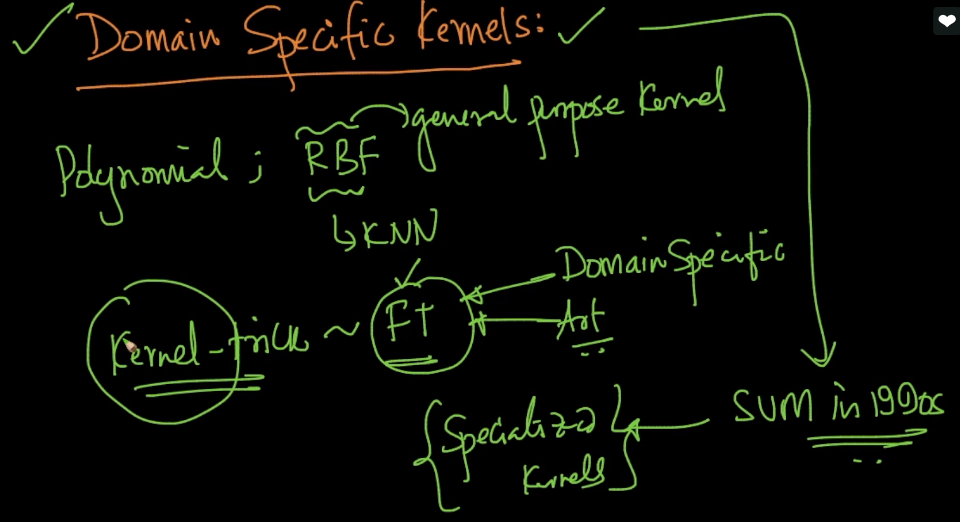 Domain Specific Kernels:
general purpose Kernel
Polynomial ; RBF
KNN
Domain Specific
Kernel-trick ~ FT
Art
SVM in 1990s
{Specialized
Kernels}